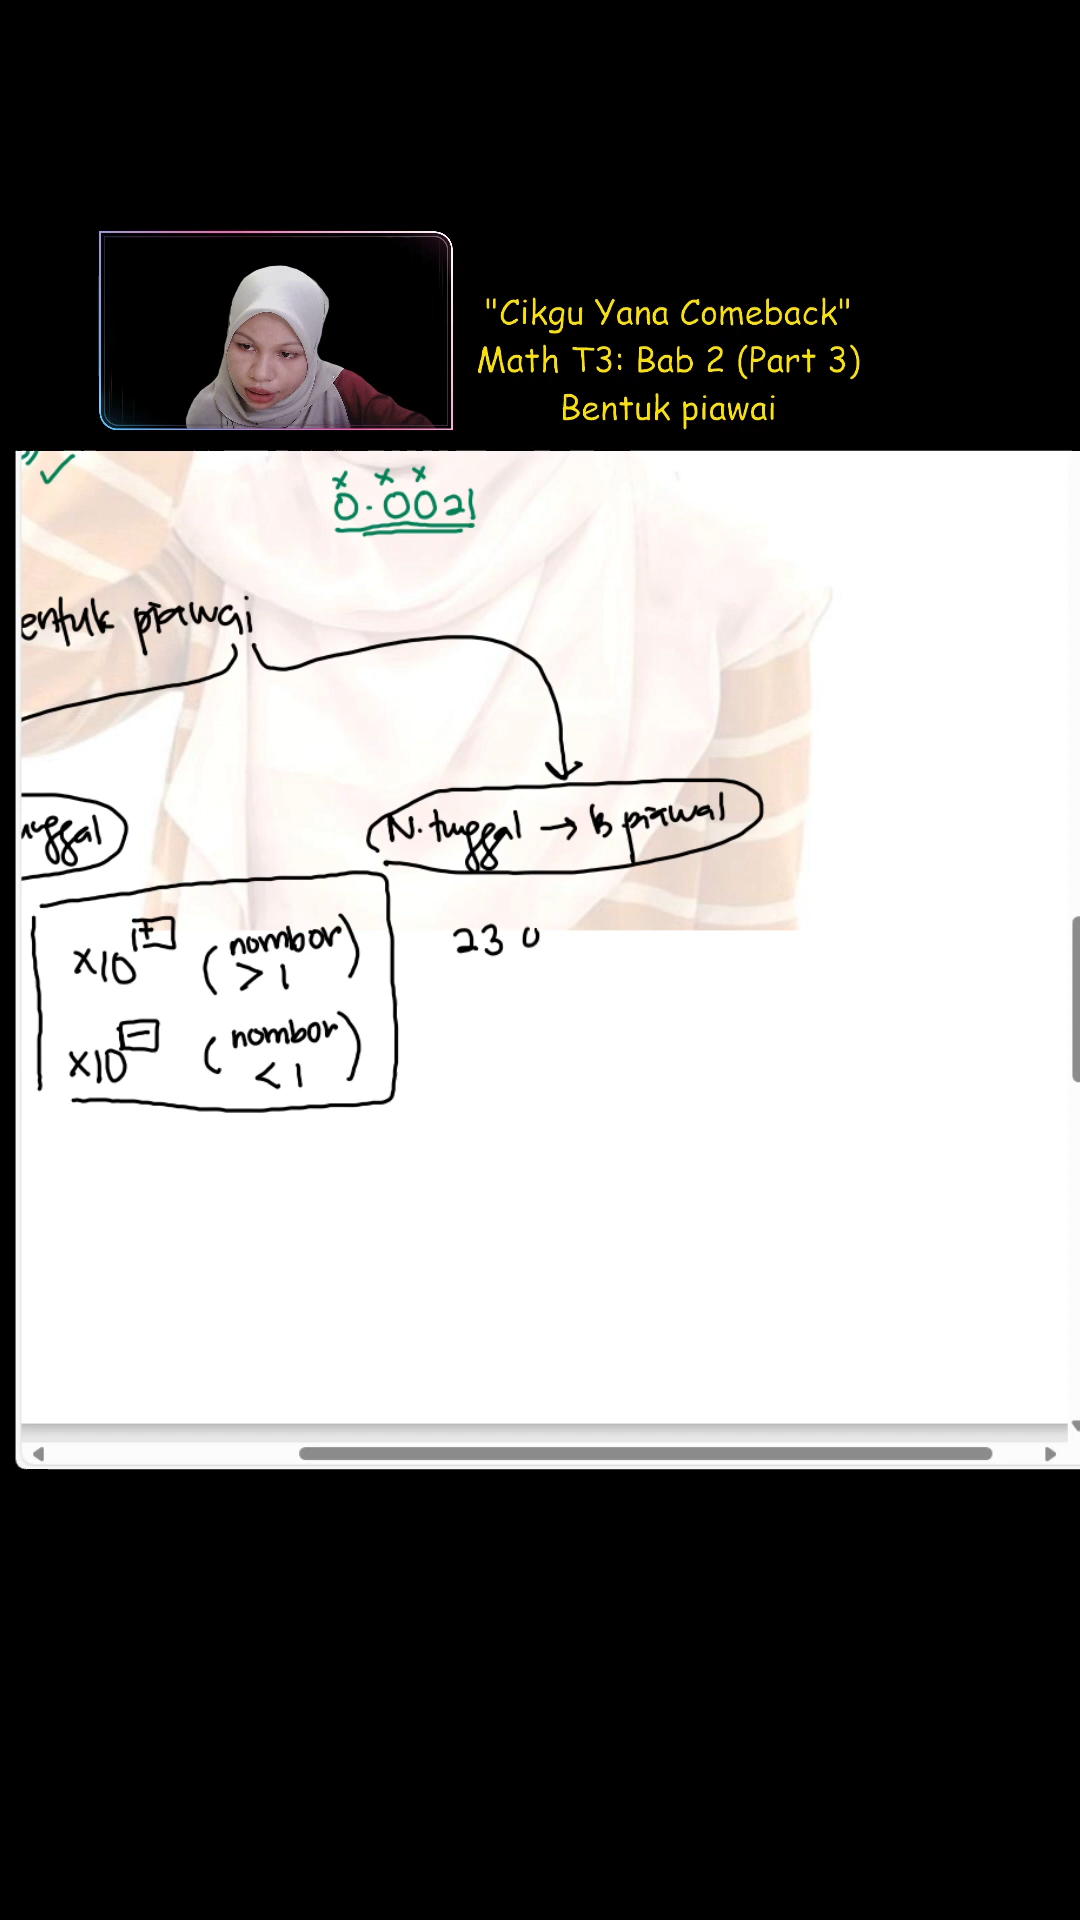 "Cikgu Yana Comeback"
Math T3: Bab 2 (Part 3)
Bentuk piawai
x x x
0.0021
entuk piawai
nggal
N. tunggal → B piawai
x10 + (nombor > 1)
x10 − (nombor < 1)
23 0